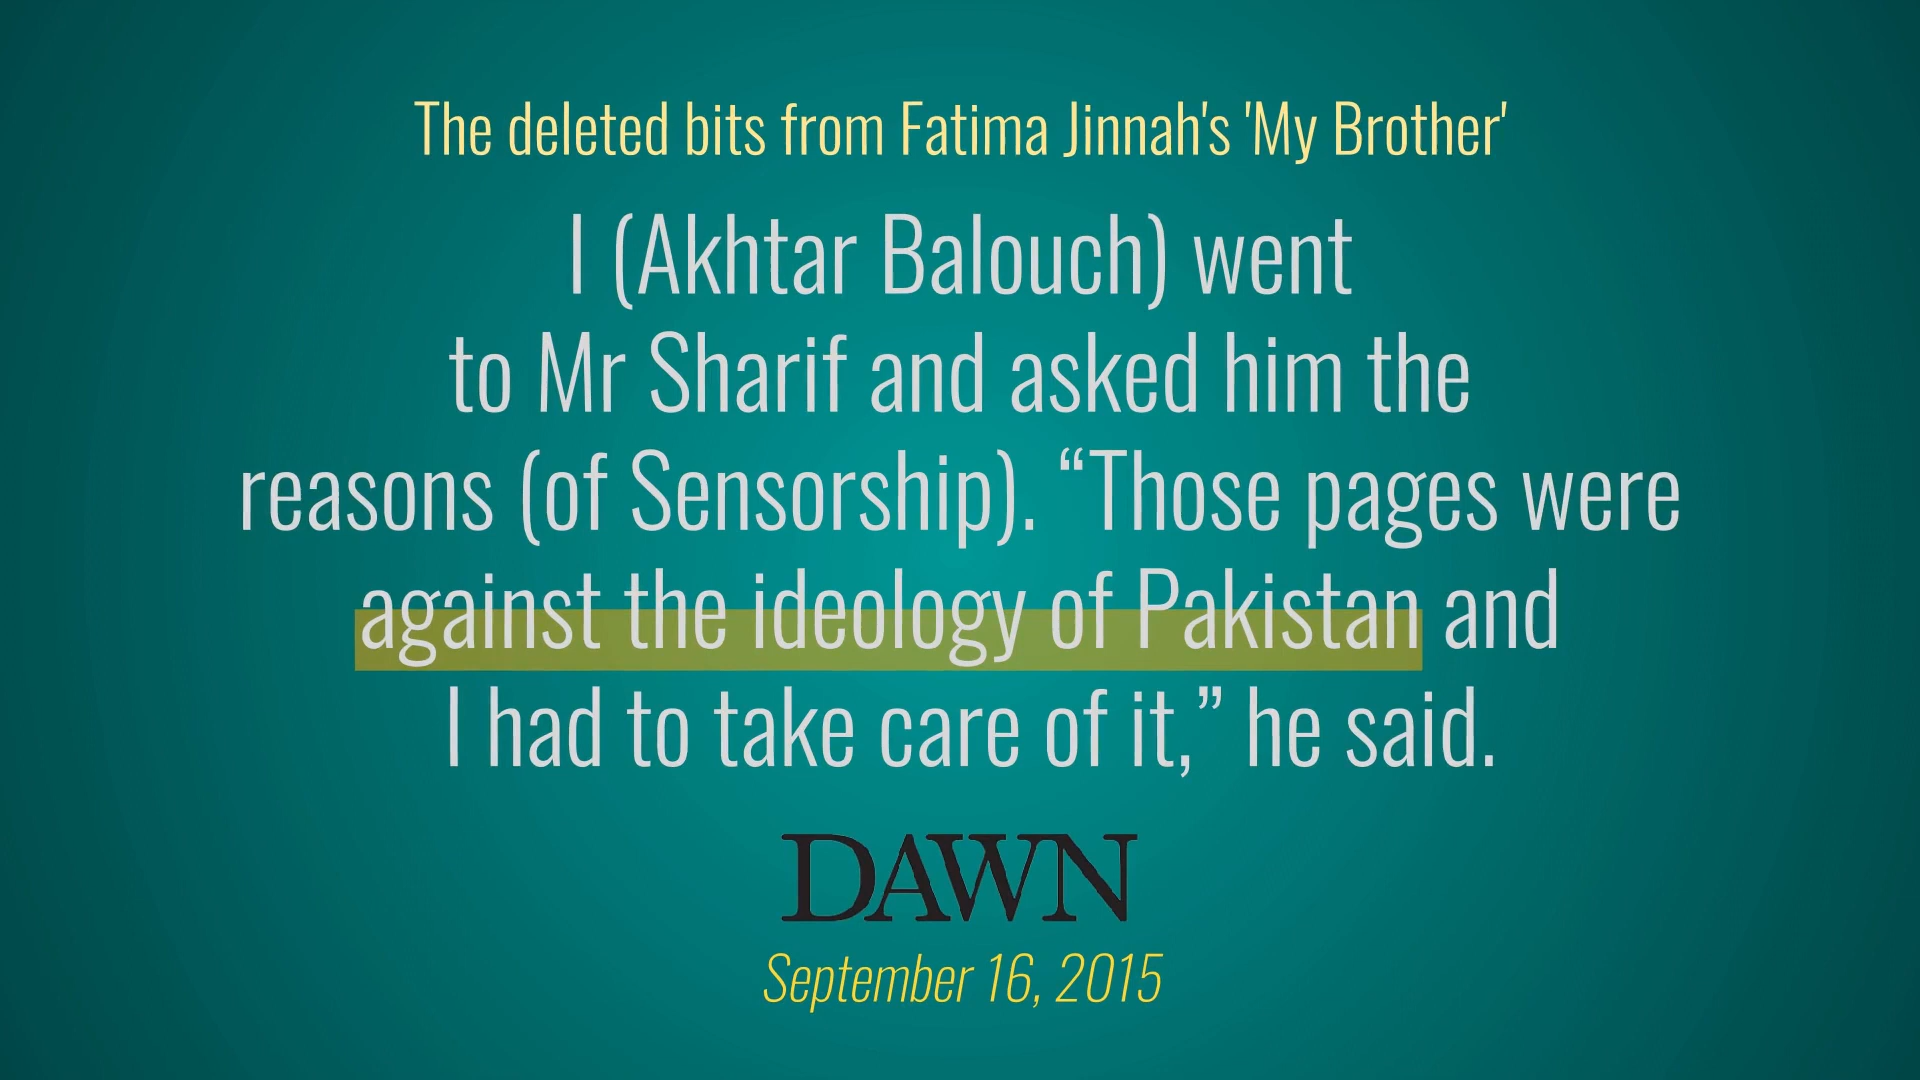 The deleted bits from Fatima Jinnah's 'My Brother'
I (Akhtar Balouch) went
to Mr Sharif and asked him the
reasons (of Sensorship). “Those pages were
against the ideology of Pakistan and
I had to take care of it,” he said.
DAWN
September 16, 2015